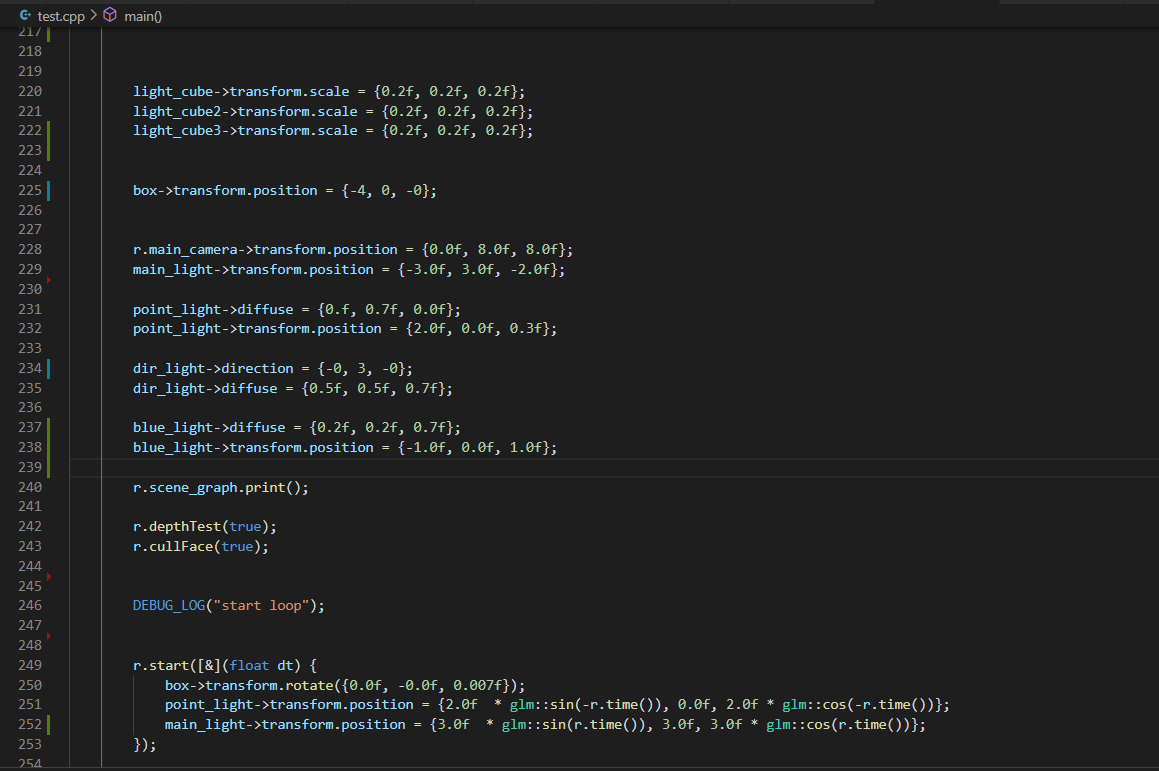 test.cpp > main()
217
218
219
220 light_cube->transform.scale = {0.2f, 0.2f, 0.2f};
221 light_cube2->transform.scale = {0.2f, 0.2f, 0.2f};
222 light_cube3->transform.scale = {0.2f, 0.2f, 0.2f};
223
224
225 box->transform.position = {-4, 0, -0};
226
227
228 r.main_camera->transform.position = {0.0f, 8.0f, 8.0f};
229 main_light->transform.position = {-3.0f, 3.0f, -2.0f};
230
231 point_light->diffuse = {0.f, 0.7f, 0.0f};
232 point_light->transform.position = {2.0f, 0.0f, 0.3f};
233
234 dir_light->direction = {-0, 3, -0};
235 dir_light->diffuse = {0.5f, 0.5f, 0.7f};
236
237 blue_light->diffuse = {0.2f, 0.2f, 0.7f};
238 blue_light->transform.position = {-1.0f, 0.0f, 1.0f};
239
240 r.scene_graph.print();
241
242 r.depthTest(true);
243 r.cullFace(true);
244
245
246 DEBUG_LOG("start loop");
247
248
249 r.start([&](float dt) {
250 box->transform.rotate({0.0f, -0.0f, 0.007f});
251 point_light->transform.position = {2.0f  * glm::sin(-r.time()), 0.0f, 2.0f * glm::cos(-r.time())};
252 main_light->transform.position = {3.0f  * glm::sin(r.time()), 3.0f, 3.0f * glm::cos(r.time())};
253 });
254